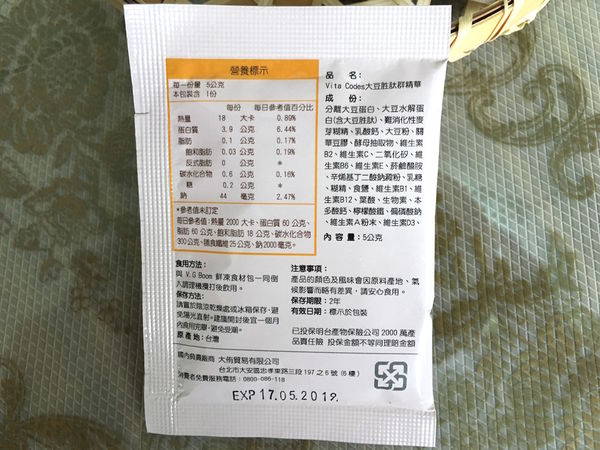 營養標示
每一份量 5公克
本包裝含 1份
每份 每日參考值百分比
熱量 18 大卡 0.89%
蛋白質 3.9 公克 6.44%
脂肪 0.1 公克 0.17%
飽和脂肪 0.03 公克 0.19%
反式脂肪 0 公克 *
碳水化合物 0.6 公克 0.16%
糖 0.2 公克 *
鈉 44 毫克 2.47%
*參考值未訂定
每日參考值:熱量 2000 大卡、蛋白質 60 公克、
脂肪 60 公克、飽和脂肪 18 公克、碳水化合物
300公克、膳食纖維25公克、鈉2000毫克。
品 名:
Vita Codes大豆胜肽群精華
成 份:
分離大豆蛋白、大豆水解蛋
白(含大豆胜肽)、難消化性麥
芽糊精、乳酸鈣、大豆粉、關
華豆膠、酵母抽取物、維生素
B2、維生素C、二氧化矽、維
生素B6、維生素E、菸鹼醯胺
、辛烯基丁二酸鈉澱粉、乳糖
、糊精、食鹽、維生素B1、維
生素B12、葉酸、生物素、本
多酸鈣、檸檬酸鐵、偏磷酸鈉
、維生素A粉末、維生素D3、
內 容 量:5公克
食用方法:
與 V.G Boom 鮮凍食材包一同倒
入調理機攪打後飲用。
保存方法:
請置於陰涼乾燥處或冰箱保存,避
免陽光直射。建議開封後宜一個月
內食用完畢,避免受潮。
原 產 地:台灣
注意事項:
產品的顏色及風味會因原料產地、氣
候影響而略有差異,請安心食用。
保存期限:2年
有效日期:標示於包裝
已投保明台產物保險公司 2000 萬產
品責任險 投保金額不等同理賠金額
國內負責廠商 大侑貿易有限公司
台北市大安區忠孝東路三段 197 之 6 號 (6 樓)
消費者免費服務電話:0800-086-118
EXP 17.05.2019.